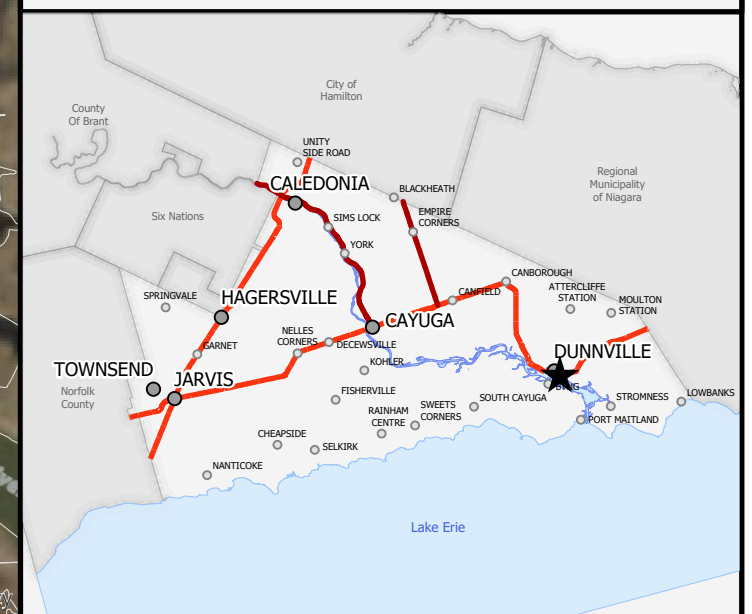 City of
Hamilton
County
Of Brant
UNITY
SIDE ROAD
Regional
Municipality
of Niagara
CALEDONIA
BLACKHEATH
Six Nations
SIMS LOCK
EMPIRE
CORNERS
YORK
CANBOROUGH
SPRINGVALE
HAGERSVILLE
CANFIELD
ATTERCLIFFE
STATION
MOULTON
STATION
CAYUGA
NELLES
CORNERS
DECEWSVILLE
GARNET
DUNNVILLE
TOWNSEND
KOHLER
JARVIS
Norfolk
County
FISHERVILLE
SOUTH CAYUGA
STROMNESS
LOWBANKS
RAINHAM
CENTRE
SWEETS
CORNERS
PORT MAITLAND
CHEAPSIDE
SELKIRK
NANTICOKE
Lake Erie